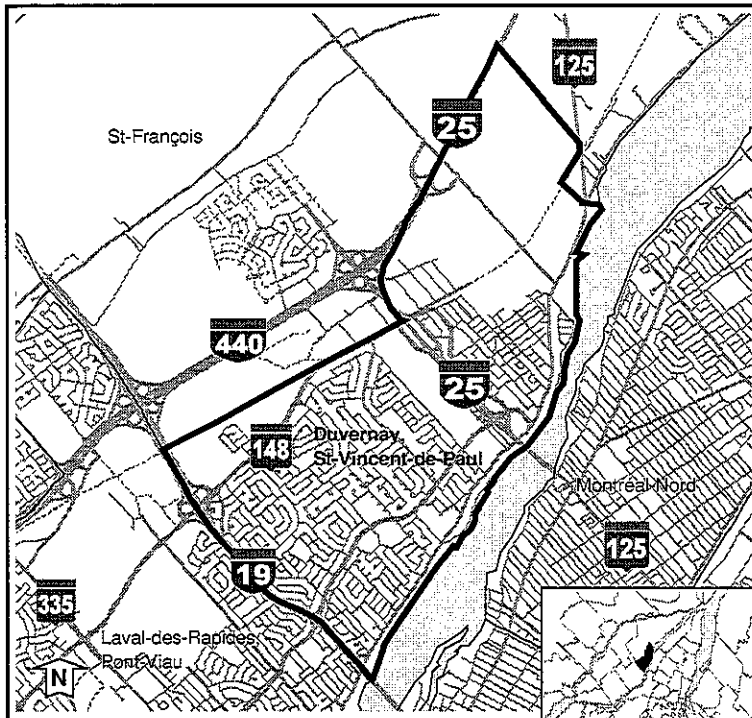 125
25
St-François
440
25
148
Duvernay,
St-Vincent-de-Paul
Montréal-Nord
125
19
335
Laval-des-Rapides,
Pont-Viau
N